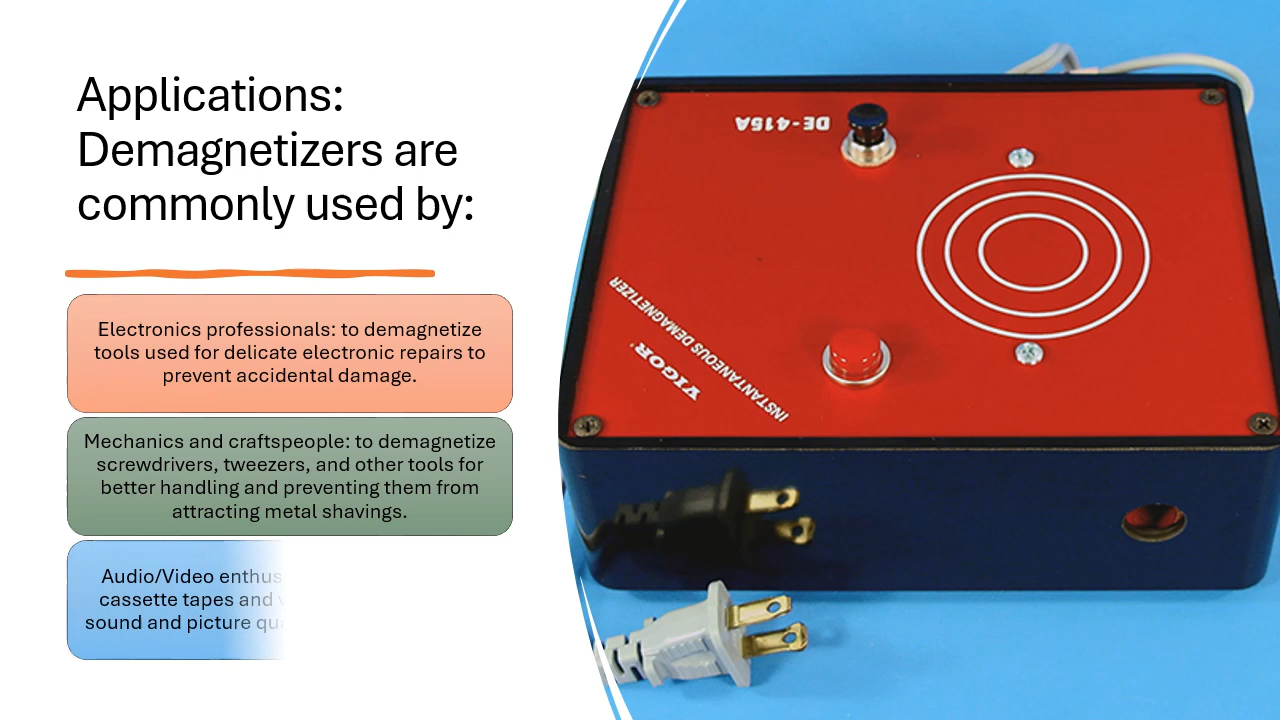 Applications:
Demagnetizers are
commonly used by:
Electronics professionals: to demagnetize
tools used for delicate electronic repairs to
prevent accidental damage.
Mechanics and craftspeople: to demagnetize
screwdrivers, tweezers, and other tools for
better handling and preventing them from
attracting metal shavings.
Audio/Video
cassette tapes and
sound and picture
DE-415A
INSTANTANEOUS DEMAGNETIZER
VIGOR